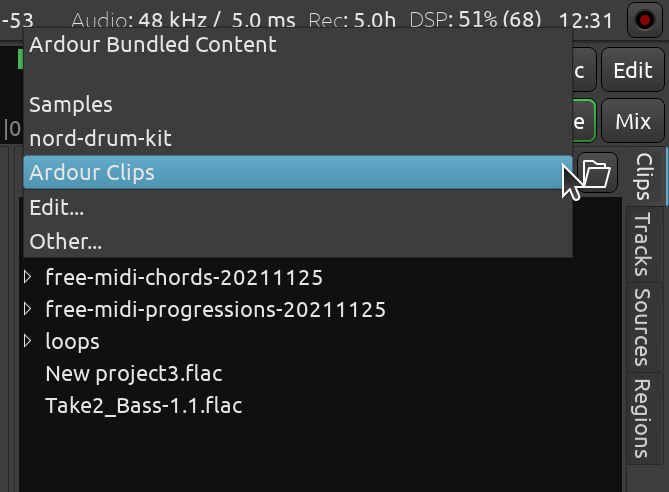 -53 Audio: 48 kHz / 5.0 ms Rec: 5.0h DSP: 51% (68) 12:31
Ardour Bundled Content
c Edit
Samples
|0
nord-drum-kit
e Mix
Ardour Clips
Edit...
Other...
free-midi-chords-20211125
free-midi-progressions-20211125
loops
New project3.flac
Take2_Bass-1.1.flac
Clips
Tracks
Sources
Regions